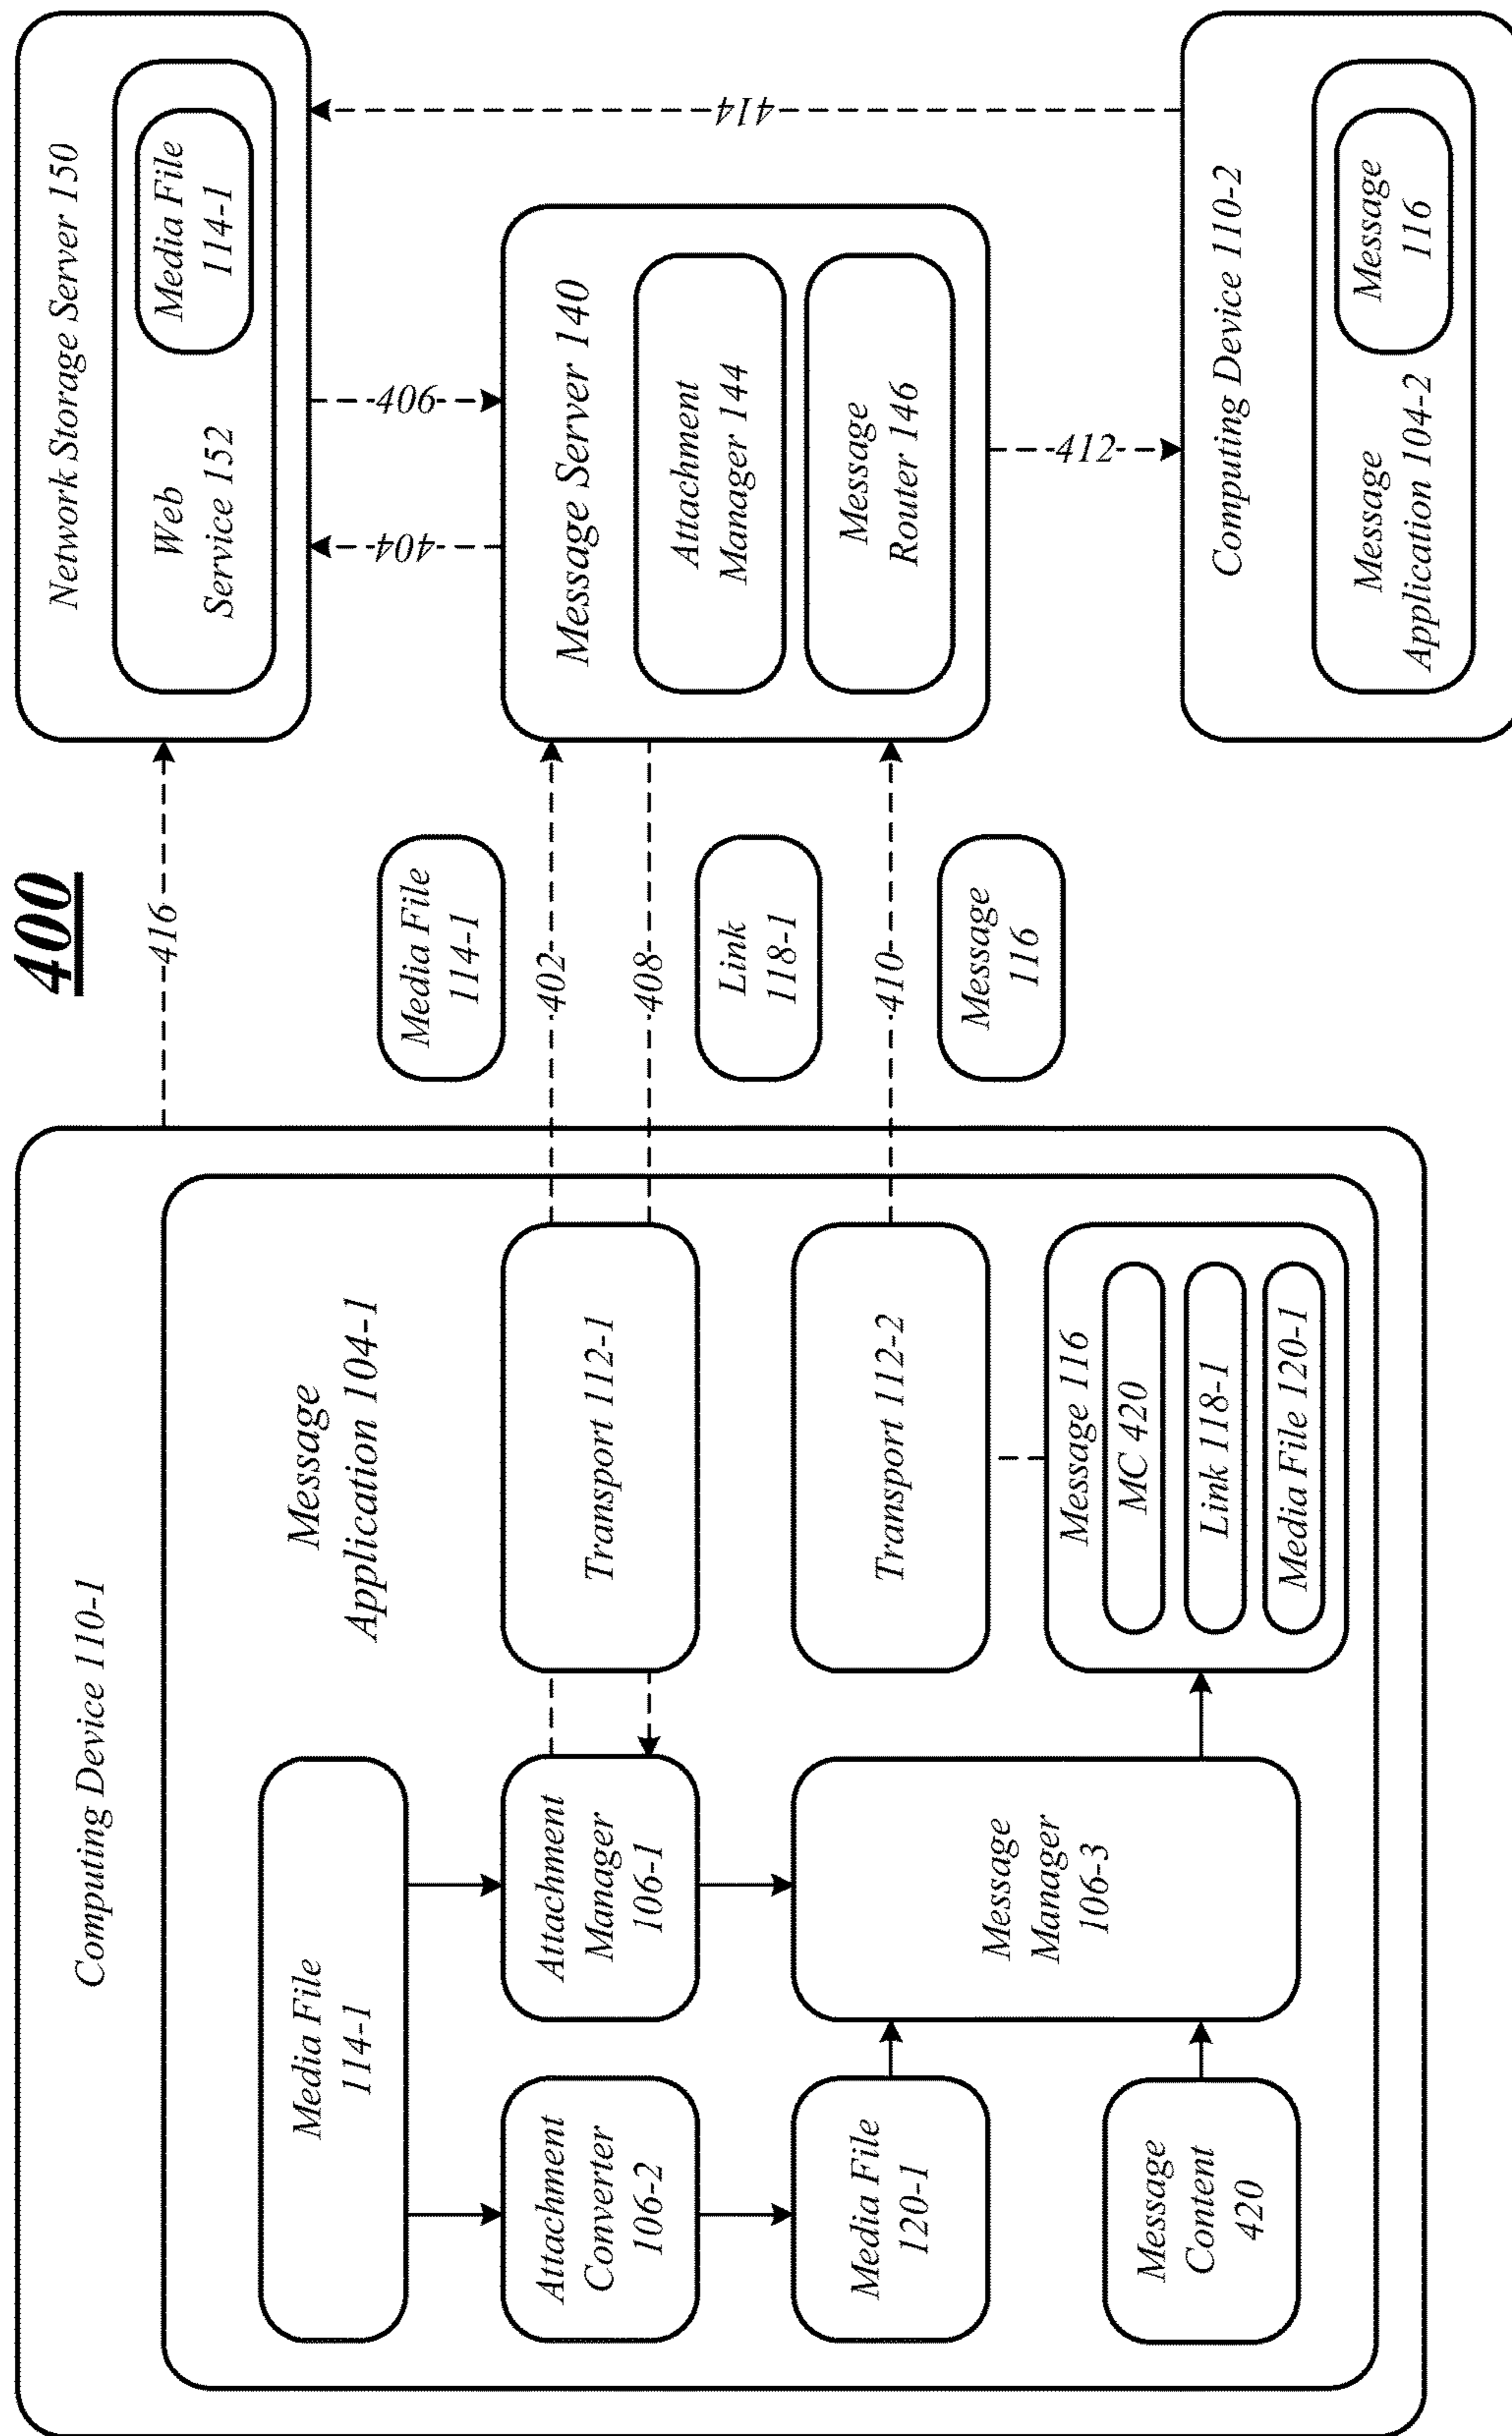 400
Computing Device 110-1
Message
Application 104-1
Media File
114-1
Attachment
Converter
106-2
Attachment
Manager
106-1
Transport 112-1
Media File
120-1
Message
Manager
106-3
Transport 112-2
Message
Content
420
Message 116
MC 420
Link 118-1
Media File 120-1
416
Media File
114-1
402
408
Link
118-1
410
Message
116
Network Storage Server 150
Web
Service 152
Media File
114-1
404
406
414
Message Server 140
Attachment
Manager 144
Message
Router 146
412
Computing Device 110-2
Message
Application 104-2
Message
116